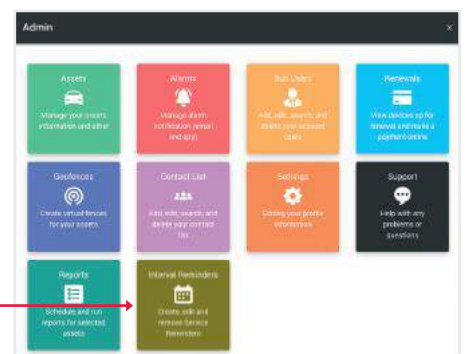 Admin
×
Assets
Manage your assets
information and other
Alarms
Manage alarm
notification (email
and app)
Sub Users
Add, edit, search, and
delete your account
users
Renewals
View devices up for
renewal and make a
payment online
Geofences
Create virtual fences
for your assets
Contact List
Add, edit, search, and
delete your contact
list
Settings
Editing your profile
information
Support
Help with any
problems or
questions
Reports
Schedule and run
reports for selected
assets
Interval Reminders
Create, edit and
remove Service
Reminders